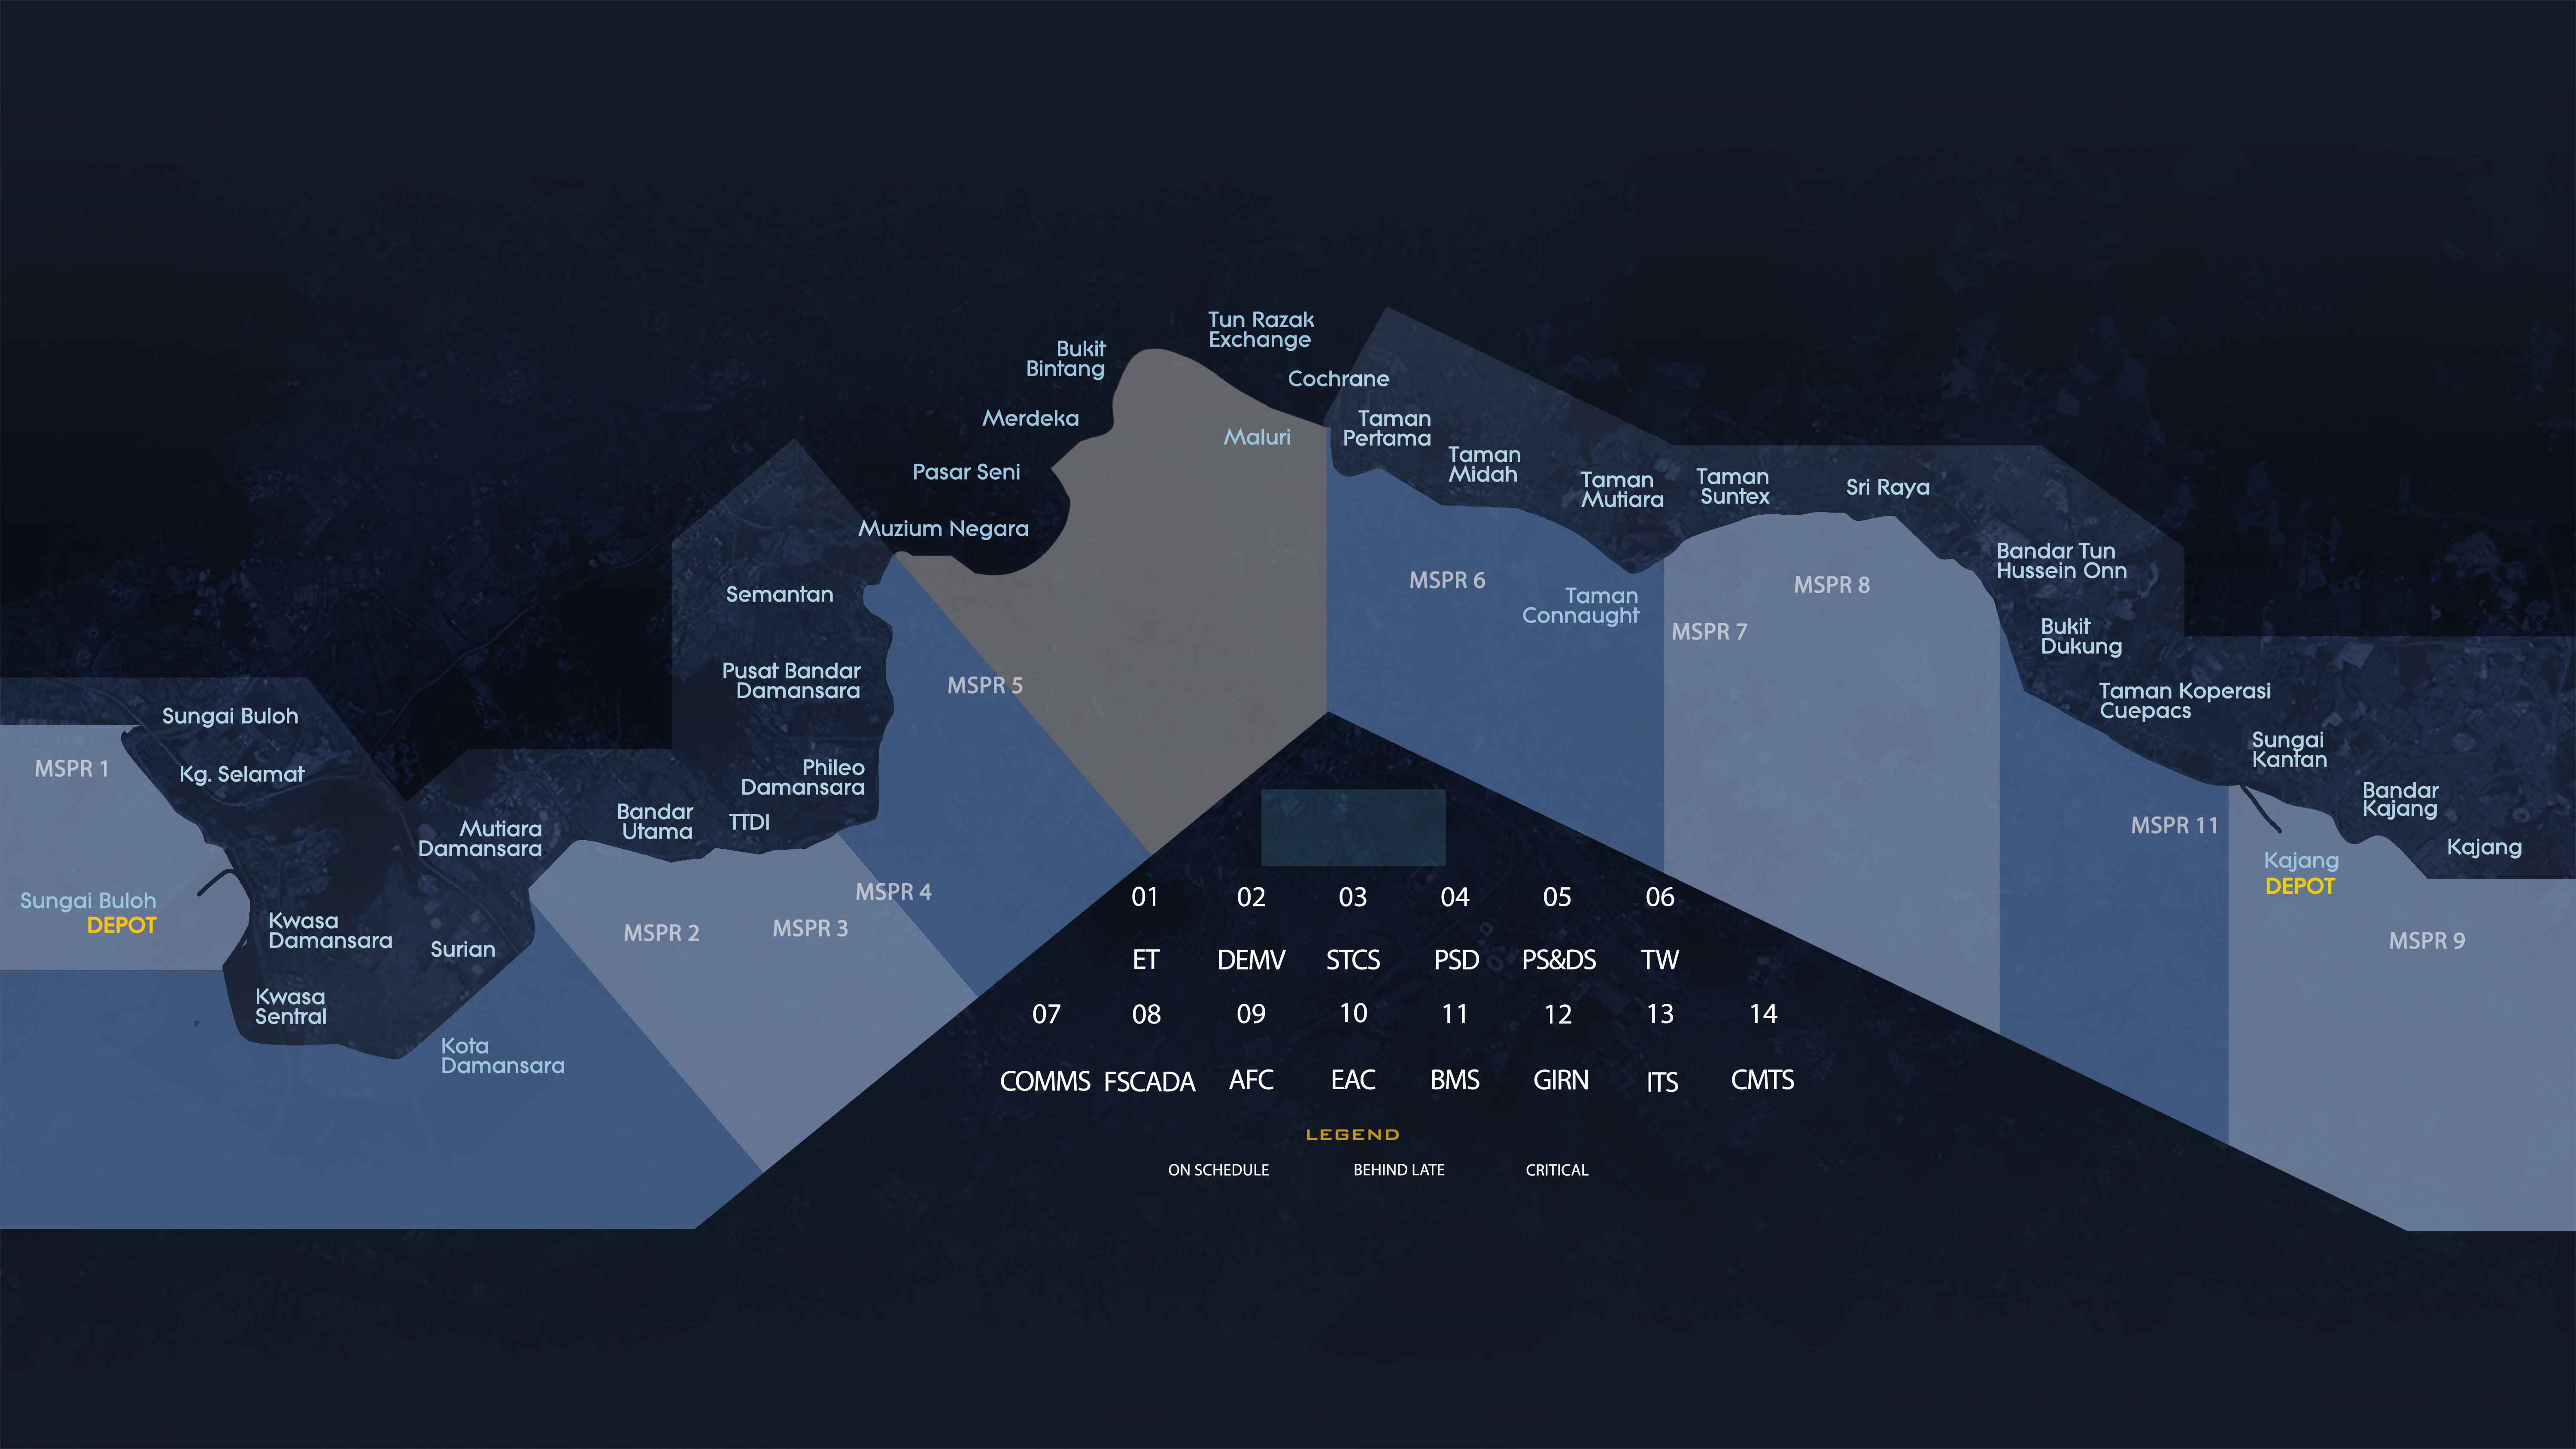 Tun Razak
Exchange
Bukit
Bintang
Cochrane
Merdeka
Maluri
Taman
Pertama
Pasar Seni
Taman
Midah
Taman
Mutiara
Taman
Suntex
Sri Raya
Muzium Negara
Bandar Tun
Hussein Onn
Semantan
MSPR 6
MSPR 8
Taman
Connaught
MSPR 7
Bukit
Dukung
Pusat Bandar
Damansara
MSPR 5
Taman Koperasi
Cuepacs
Sungai Buloh
MSPR 1
Kg. Selamat
Phileo
Damansara
Sungai
Kantan
Bandar
Utama
TTDI
Mutiara
Damansara
Bandar
Kajang
MSPR 11
Kajang
Kajang
DEPOT
Sungai Buloh
DEPOT
MSPR 4
MSPR 2
MSPR 3
Kwasa
Damansara
Surian
MSPR 9
Kwasa
Sentral
P
Kota
Damansara
01 02 03 04 05 06
ET DEMV STCS PSD PS&DS TW
07 08 09 10 11 12 13 14
COMMS FSCADA AFC EAC BMS GIRN ITS CMTS
LEGEND
ON SCHEDULE BEHIND LATE CRITICAL